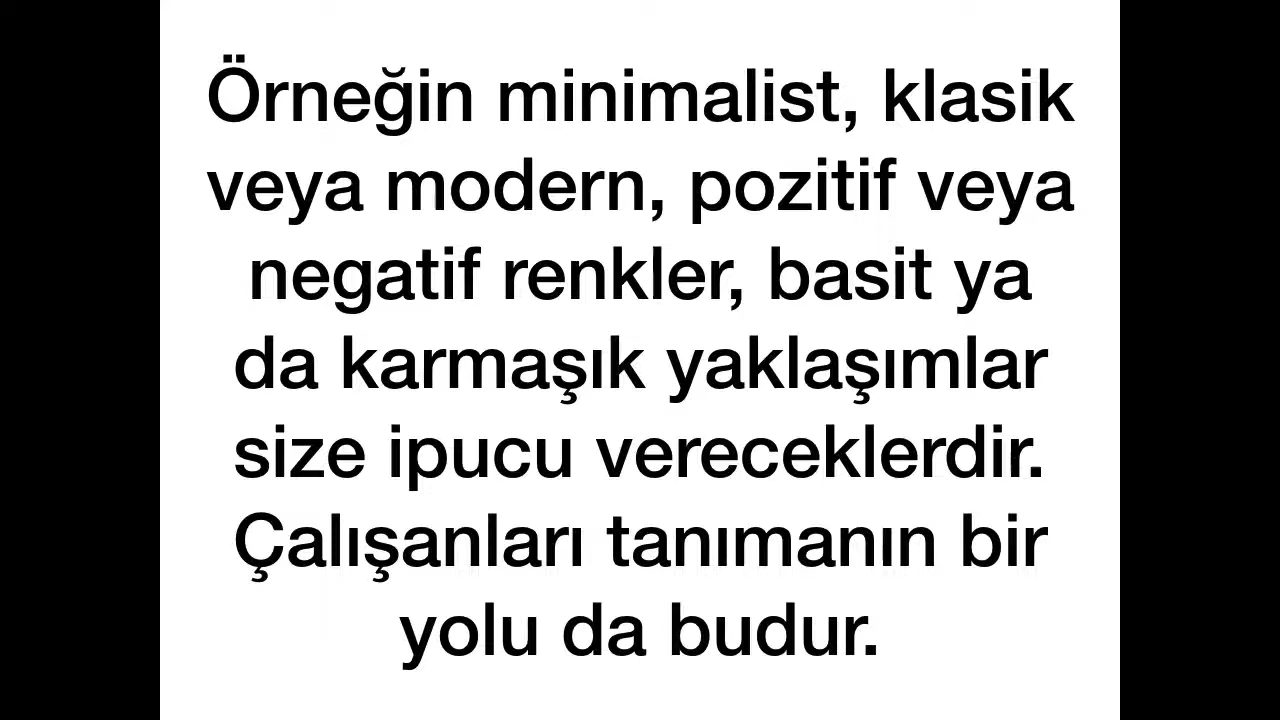 Örneğin minimalist, klasik
veya modern, pozitif veya
negatif renkler, basit ya
da karmaşık yaklaşımlar
size ipucu vereceklerdir.
Çalışanları tanımanın bir
yolu da budur.